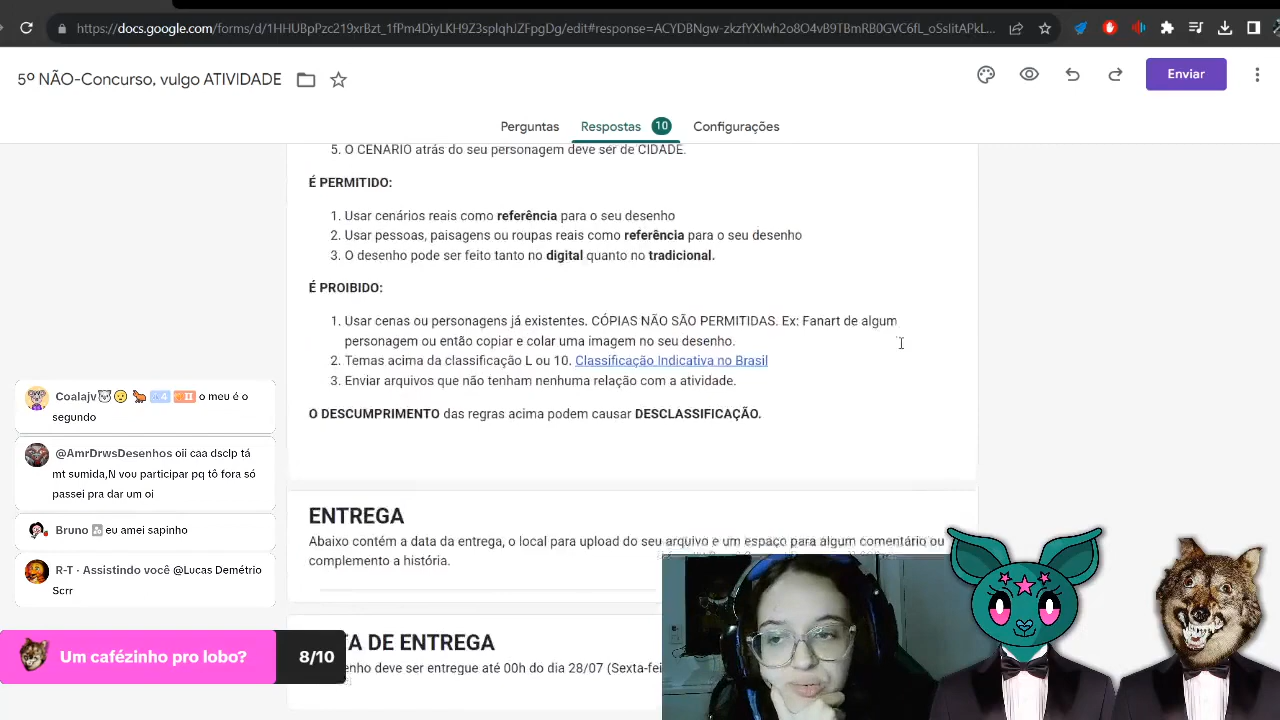 https://docs.google.com/forms/d/1HHUBpPzc219xrBzt_1fPm4DiyLKH9Z3splqhJZFpgDg/edit#response=ACYDBNgw-zkzfYXlwh2o8O4vB9TBmRB0GVC6fl_oSsIitAPkL...
5º NÃO-Concurso, vulgo ATIVIDADE
Enviar
Perguntas Respostas 10 Configurações
5. O CENÁRIO atrás do seu personagem deve ser de CIDADE.
É PERMITIDO:
1. Usar cenários reais como referência para o seu desenho
2. Usar pessoas, paisagens ou roupas reais como referência para o seu desenho
3. O desenho pode ser feito tanto no digital quanto no tradicional.
É PROIBIDO:
1. Usar cenas ou personagens já existentes. CÓPIAS NÃO SÃO PERMITIDAS. Ex: Fanart de algum
personagem ou então copiar e colar uma imagem no seu desenho.
2. Temas acima da classificação L ou 10. Classificação Indicativa no Brasil
3. Enviar arquivos que não tenham nenhuma relação com a atividade.
O DESCUMPRIMENTO das regras acima podem causar DESCLASSIFICAÇÃO.
Coalajv 4 II o meu é o
segundo
@AmrDrwsDesenhos oii caa dsclp tá
mt sumida,N vou participar pq tô fora só
passei pra dar um oi
Bruno eu amei sapinho
R-T · Assistindo você @Lucas Demétrio
Scrr
ENTREGA
Abaixo contém a data da entrega, o local para upload do seu arquivo e um espaço para algum comentário ou
complemento a história.
TA DE ENTREGA
enho deve ser entregue até 00h do dia 28/07 (Sexta-fei
Um cafézinho pro lobo? 8/10